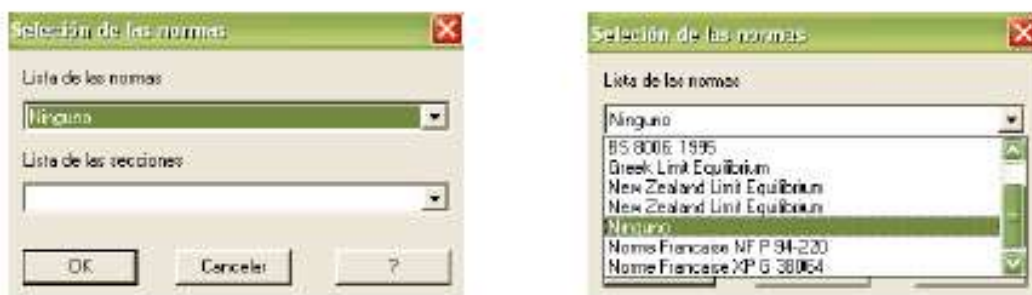 Seleción de las normas
Lista de las normas
Ninguno
Lista de las secciones
OK
Cancelar
?
Seleción de las normas
Lista de las normas
Ninguno
BS 8006: 1995
Greek Limit Equilibrium
New Zealand Limit Equilibrium
New Zealand Limit Equilibrium
Ninguno
Norme Francaise NF P 94-220
Norme Francaise XP G 38064